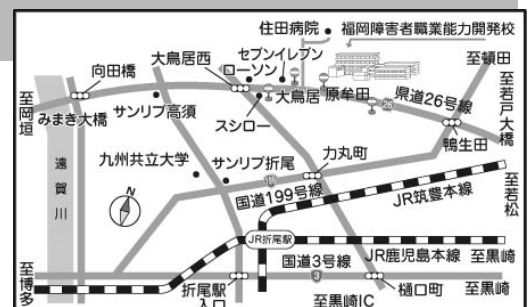 住田病院
福岡障害者職業能力開発校
セブンイレブン
大鳥居西
ローソン
至頓田
向田橋
大鳥居
原牟田
県道26号線
26
至岡垣
みまき大橋
サンリブ高須
スシロー
鴨生田
至若戸大橋
九州共立大学
サンリブ折尾
力丸町
遠賀川
N
199
国道199号線
JR筑豊本線
至若松
JR折尾駅
国道3号線
JR鹿児島本線
至黒崎
3
至博多
折尾駅
入口
至黒崎IC
樋口町
至黒崎